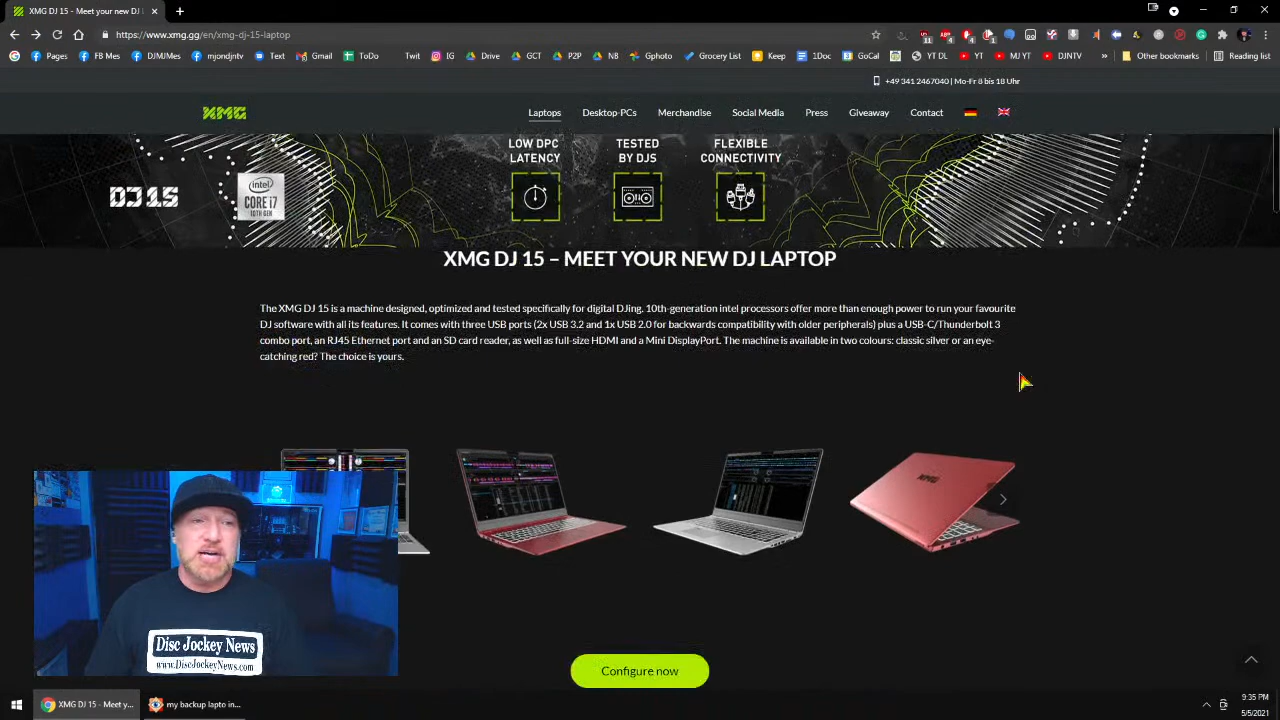 XMG DJ 15 - Meet your new DJ l
https://www.xmg.gg/en/xmg-dj-15-laptop
Pages
FB Mes
DJMJMes
mjondjntv
Text
Gmail
ToDo
Twit
IG
Drive
GCT
P2P
NB
Gphoto
Grocery List
Keep
1Doc
GoCal
YT DL
YT
MJ YT
DJNTV
»
Other bookmarks
Reading list
+49 341 2467040 | Mo-Fr 8 bis 18 Uhr
XMG
Laptops
Desktop-PCs
Merchandise
Social Media
Press
Giveaway
Contact
LOW DPC
LATENCY
TESTED
BY DJS
FLEXIBLE
CONNECTIVITY
DJ 15
intel
CORE i7
10TH GEN
XMG DJ 15 – MEET YOUR NEW DJ LAPTOP
The XMG DJ 15 is a machine designed, optimized and tested specifically for digital DJing. 10th-generation intel processors offer more than enough power to run your favourite
DJ software with all its features. It comes with three USB ports (2x USB 3.2 and 1x USB 2.0 for backwards compatibility with older peripherals) plus a USB-C/Thunderbolt 3
combo port, an RJ45 Ethernet port and an SD card reader, as well as full-size HDMI and a Mini DisplayPort. The machine is available in two colours: classic silver or an eye-
catching red? The choice is yours.
XMG
Disc Jockey News
www.DiscJockeyNews.com
Configure now
XMG DJ 15 - Meet y...
my backup lapto in...
9:35 PM
5/5/2021